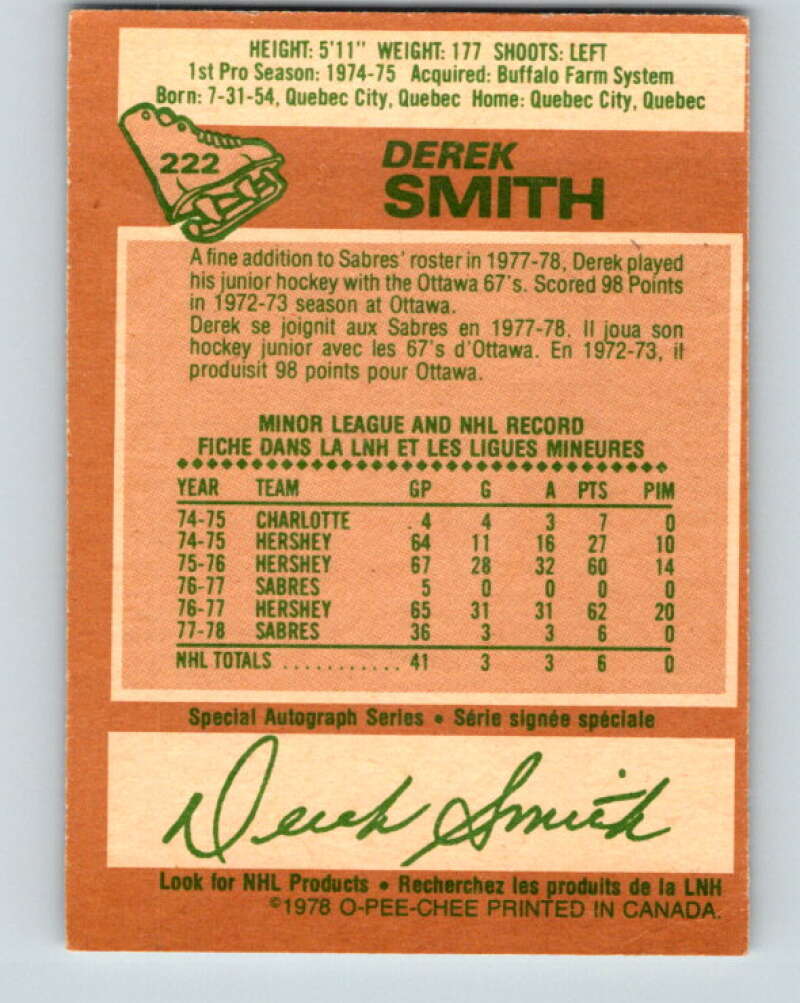 HEIGHT: 5'11" WEIGHT: 177 SHOOTS: LEFT
1st Pro Season: 1974-75 Acquired: Buffalo Farm System
Born: 7-31-54, Quebec City, Quebec Home: Quebec City, Quebec
222
DEREK
SMITH
A fine addition to Sabres' roster in 1977-78, Derek played
his junior hockey with the Ottawa 67's. Scored 98 Points
in 1972-73 season at Ottawa.
Derek se joignit aux Sabres en 1977-78. Il joua son
hockey junior avec les 67's d'Ottawa. En 1972-73, il
produisit 98 points pour Ottawa.
MINOR LEAGUE AND NHL RECORD
FICHE DANS LA LNH ET LES LIGUES MINEURES
YEAR TEAM GP G A PTS PIM
74-75 CHARLOTTE 4 4 3 7 0
74-75 HERSHEY 64 11 16 27 10
75-76 HERSHEY 67 28 32 60 14
76-77 SABRES 5 0 0 0 0
76-77 HERSHEY 65 31 31 62 20
77-78 SABRES 36 3 3 6 0
NHL TOTALS ........... 41 3 3 6 0
Special Autograph Series • Série signée spéciale
Derek Smith
Look for NHL Products • Recherchez les produits de la LNH
©1978 O-PEE-CHEE PRINTED IN CANADA.